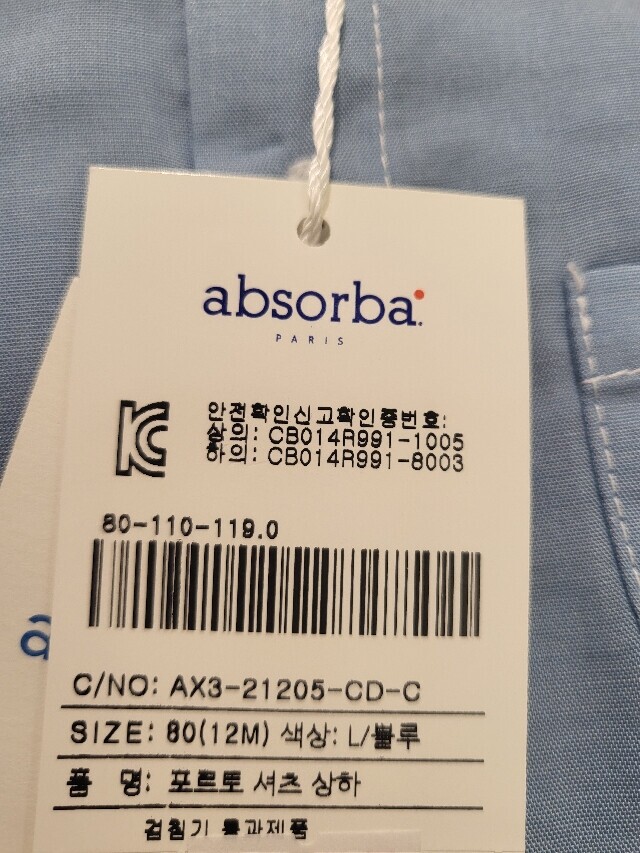 absorba.
PARIS
안전확인신고확인증번호:
상의: CB014R991-1005
하의: CB014R991-8003
80-110-119.0
C/NO: AX3-21205-CD-C
SIZE: 80(12M) 색상: L/블루
품 명: 포르토 셔츠 상하
검침기 통과제품
a